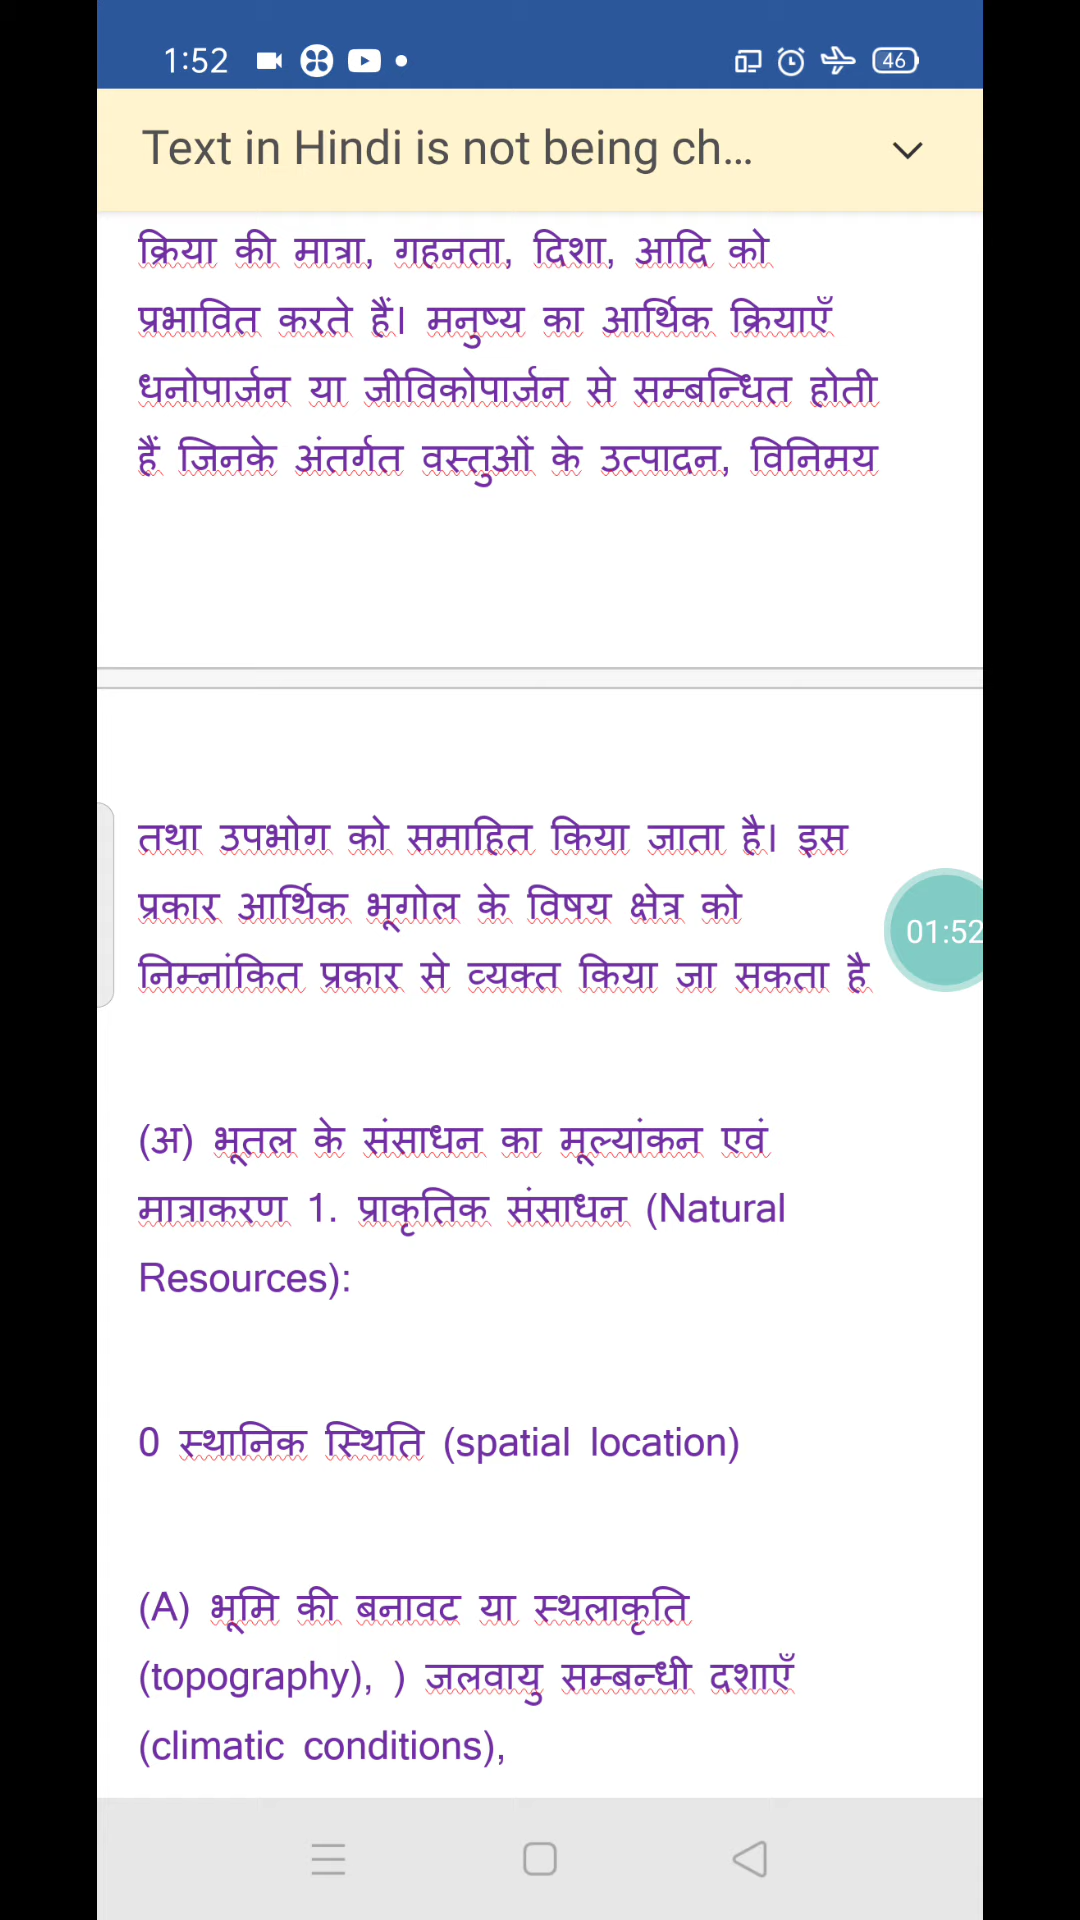 1:52
46
Text in Hindi is not being ch...
क्रिया की मात्रा, गहनता, दिशा, आदि को
प्रभावित करते हैं। मनुष्य का आर्थिक क्रियाएँ
धनोपार्जन या जीविकोपार्जन से सम्बन्धित होती
हैं जिनके अंतर्गत वस्तुओं के उत्पादन, विनिमय
तथा उपभोग को समाहित किया जाता है। इस
प्रकार आर्थिक भूगोल के विषय क्षेत्र को
01:52
निम्नांकित प्रकार से व्यक्त किया जा सकता है
(अ) भूतल के संसाधन का मूल्यांकन एवं
मात्राकरण 1. प्राकृतिक संसाधन (Natural
Resources):
0 स्थानिक स्थिति (spatial location)
(A) भूमि की बनावट या स्थलाकृति
(topography), ) जलवायु सम्बन्धी दशाएँ
(climatic conditions),